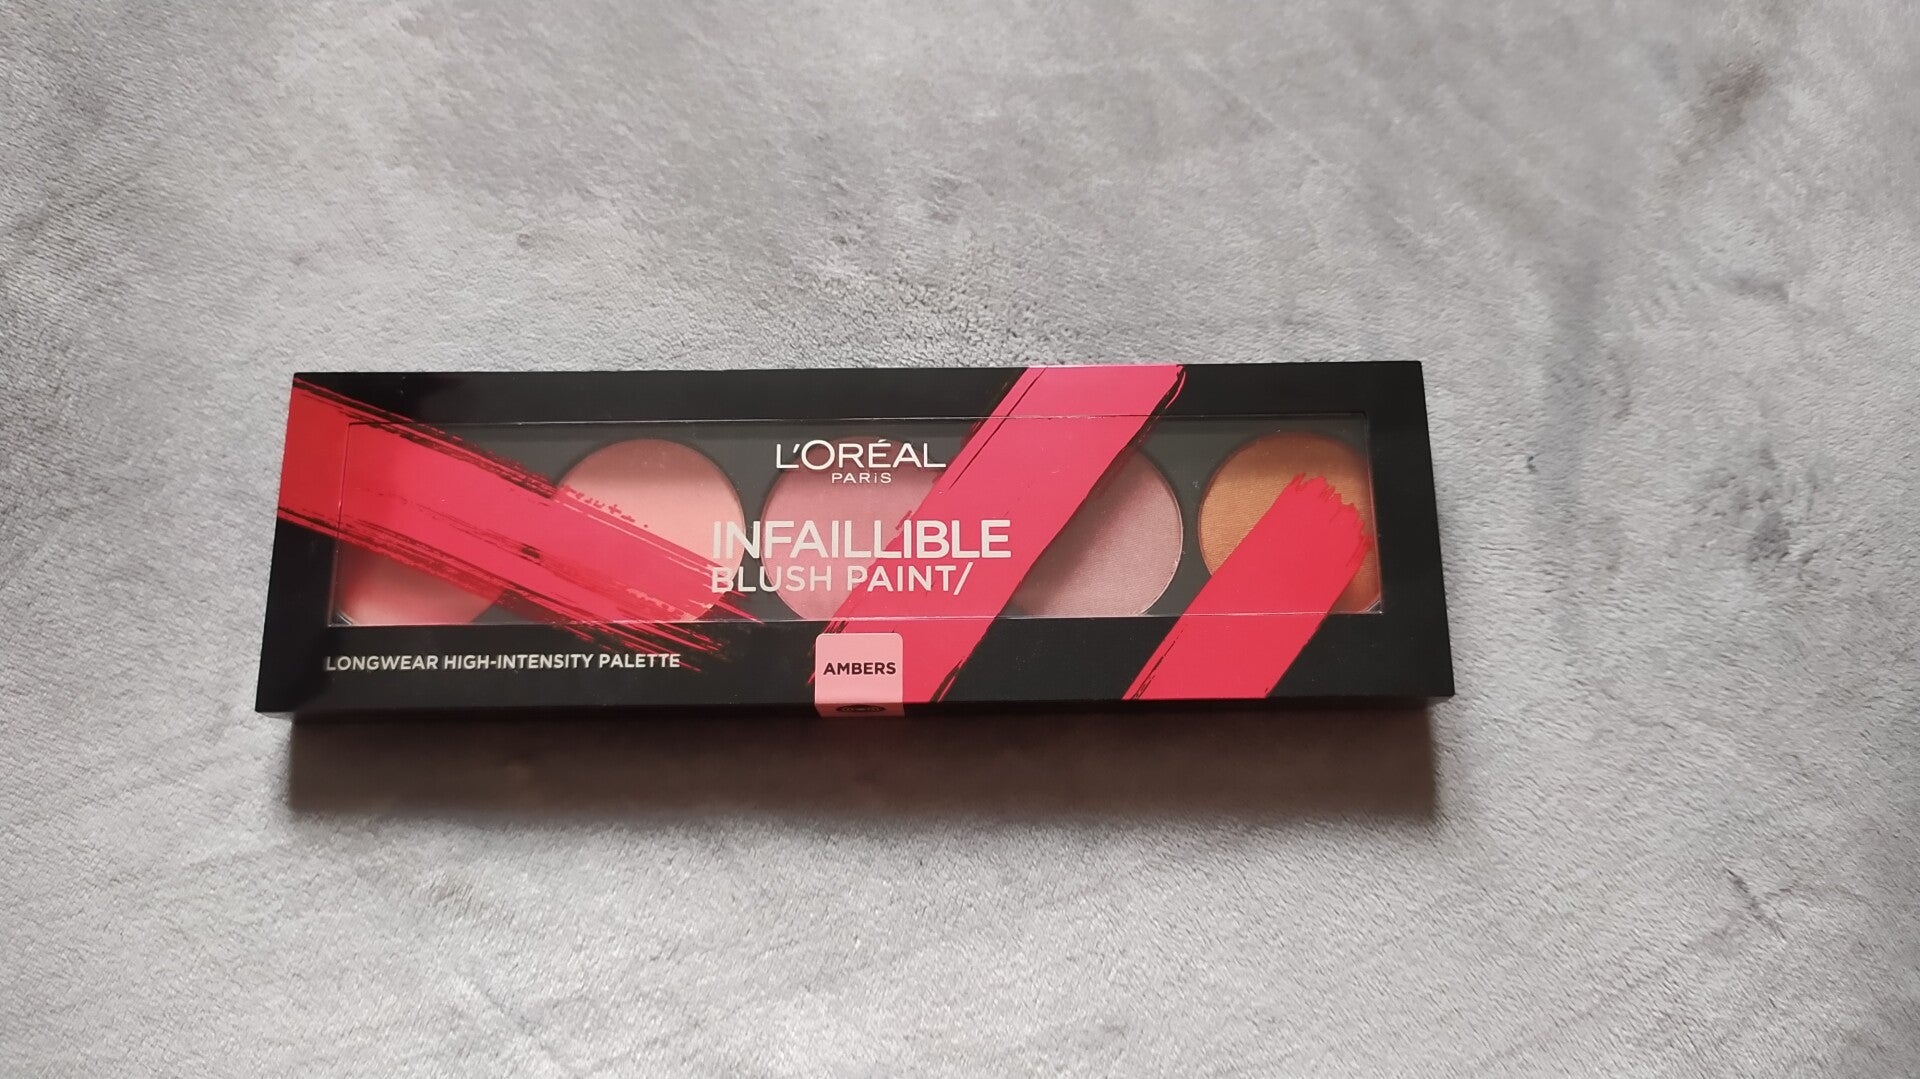 L'ORÉAL
PARIS
INFAILLIBLE
BLUSH PAINT/
LONGWEAR HIGH-INTENSITY PALETTE
AMBERS